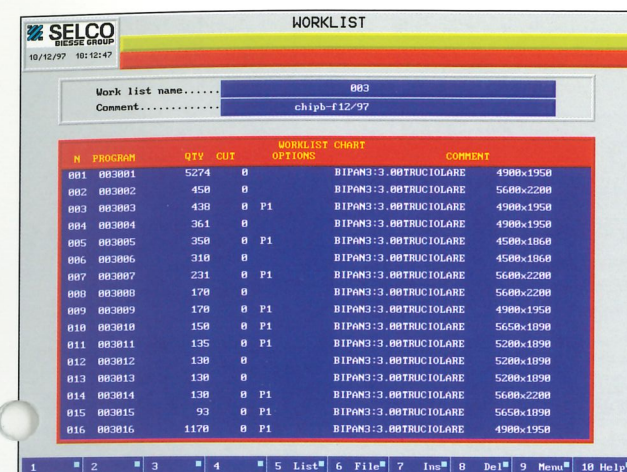 WORKLIST
SELCO
BIESSE GROUP
10/12/97 10:12:47
Work list name...... 003
Comment............. chipb-f12/97
WORKLIST CHART
N PROGRAM QTY CUT OPTIONS COMMENT
001 003001 5274 0 BIPAN3:3.00TRUCIOLARE 4900x1950
002 003002 450 0 BIPAN3:3.00TRUCIOLARE 5600x2200
003 003003 438 0 P1 BIPAN3:3.00TRUCIOLARE 4900x1950
004 003004 361 0 BIPAN3:3.00TRUCIOLARE 4900x1950
005 003005 350 0 P1 BIPAN3:3.00TRUCIOLARE 4500x1860
006 003006 310 0 BIPAN3:3.00TRUCIOLARE 4500x1860
007 003007 231 0 P1 BIPAN3:3.00TRUCIOLARE 5600x2200
008 003008 170 0 BIPAN3:3.00TRUCIOLARE 5600x2200
009 003009 170 0 P1 BIPAN3:3.00TRUCIOLARE 4900x1950
010 003010 150 0 P1 BIPAN3:3.00TRUCIOLARE 5650x1890
011 003011 135 0 P1 BIPAN3:3.00TRUCIOLARE 5200x1890
012 003012 130 0 BIPAN3:3.00TRUCIOLARE 5200x1890
013 003013 130 0 BIPAN3:3.00TRUCIOLARE 5200x1890
014 003014 130 0 P1 BIPAN3:3.00TRUCIOLARE 5600x2200
015 003015 93 0 P1 BIPAN3:3.00TRUCIOLARE 5650x1890
016 003016 1170 0 P1 BIPAN3:3.00TRUCIOLARE 4900x1950
1 2 3 4 5 List 6 File 7 Ins 8 Del 9 Menu 10 Help